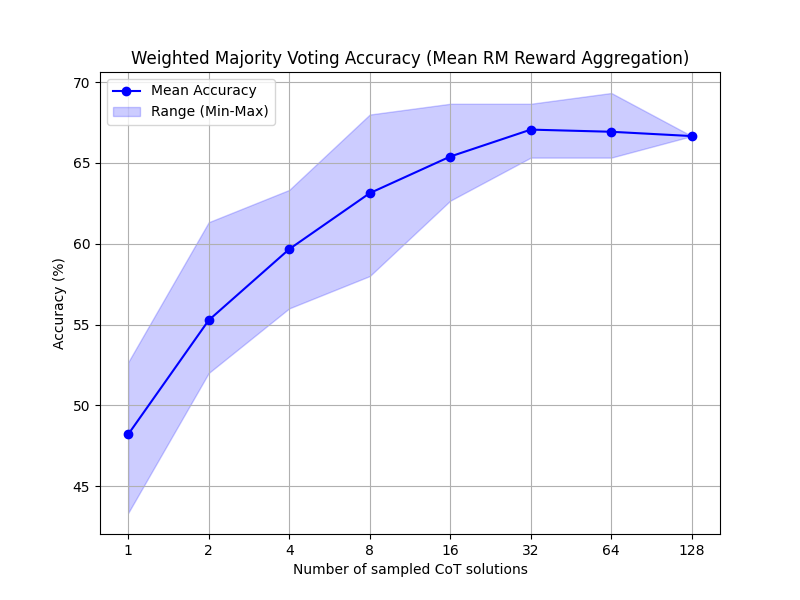 Weighted Majority Voting Accuracy (Mean RM Reward Aggregation)
Mean Accuracy
Range (Min-Max)
70
65
60
55
50
45
Accuracy (%)
1 2 4 8 16 32 64 128
Number of sampled CoT solutions